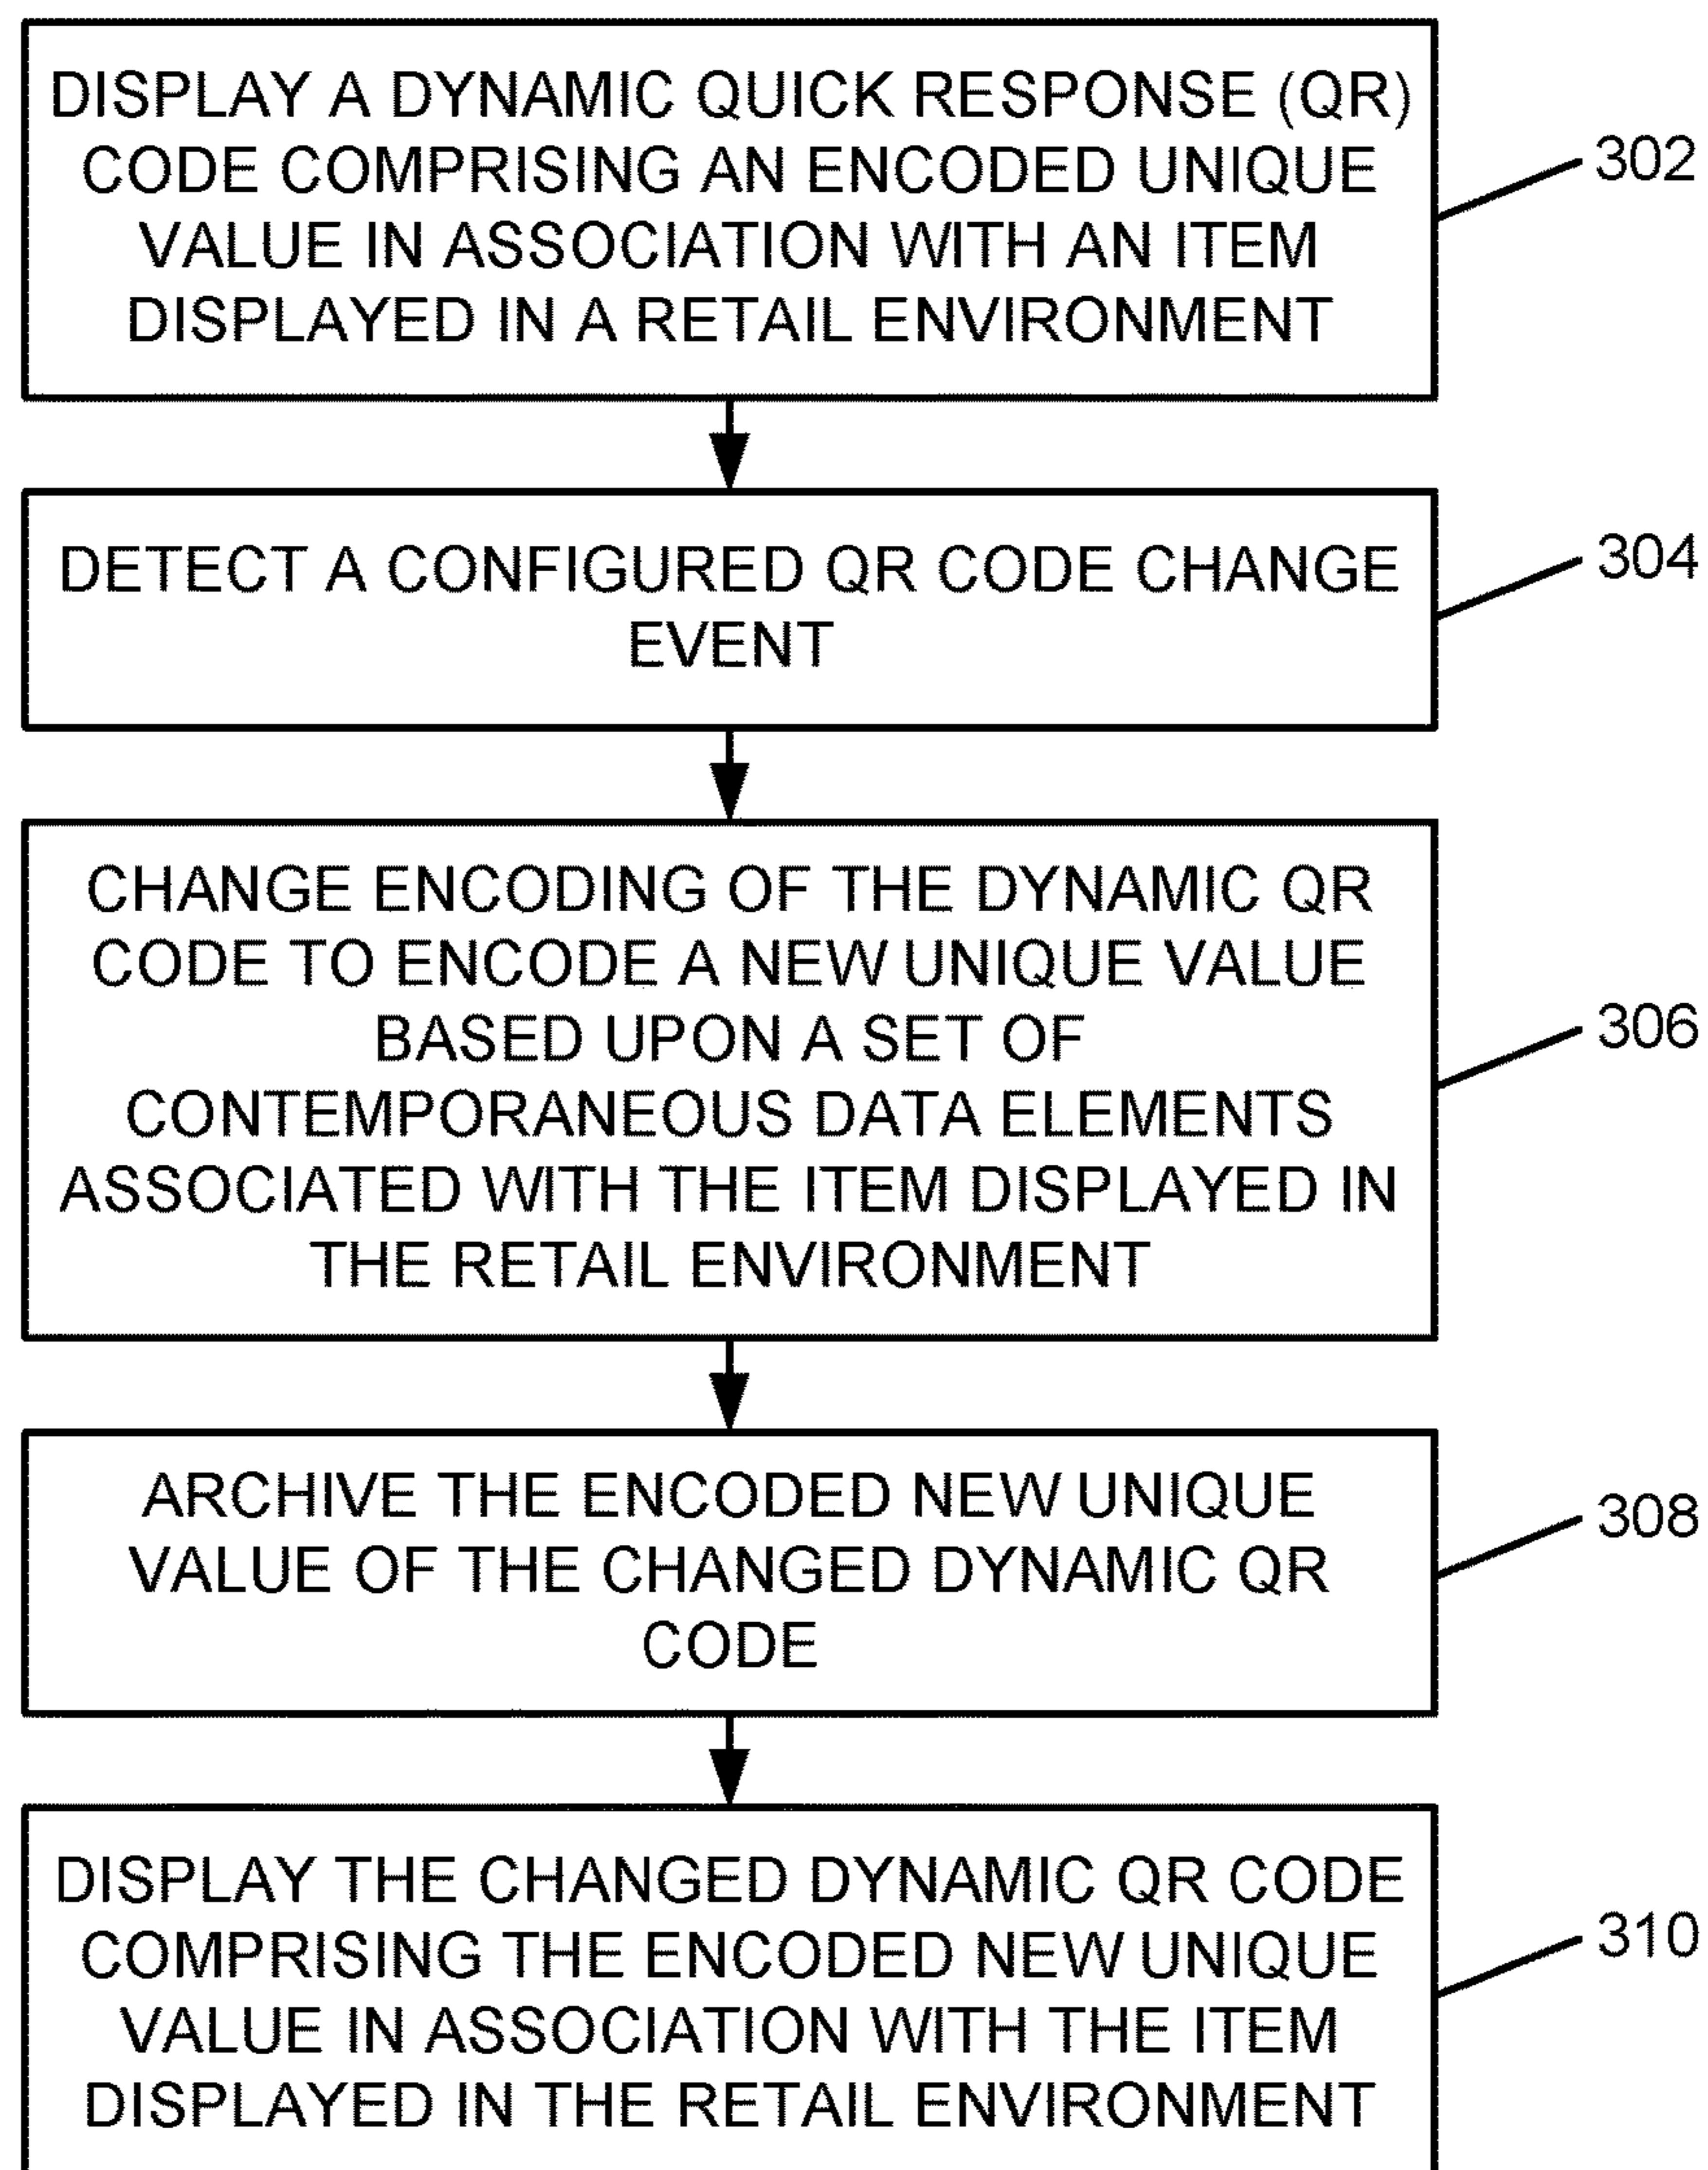 DISPLAY A DYNAMIC QUICK RESPONSE (QR)
CODE COMPRISING AN ENCODED UNIQUE
VALUE IN ASSOCIATION WITH AN ITEM
DISPLAYED IN A RETAIL ENVIRONMENT
302
DETECT A CONFIGURED QR CODE CHANGE
EVENT
304
CHANGE ENCODING OF THE DYNAMIC QR
CODE TO ENCODE A NEW UNIQUE VALUE
BASED UPON A SET OF
CONTEMPORANEOUS DATA ELEMENTS
ASSOCIATED WITH THE ITEM DISPLAYED IN
THE RETAIL ENVIRONMENT
306
ARCHIVE THE ENCODED NEW UNIQUE
VALUE OF THE CHANGED DYNAMIC QR
CODE
308
DISPLAY THE CHANGED DYNAMIC QR CODE
COMPRISING THE ENCODED NEW UNIQUE
VALUE IN ASSOCIATION WITH THE ITEM
DISPLAYED IN THE RETAIL ENVIRONMENT
310